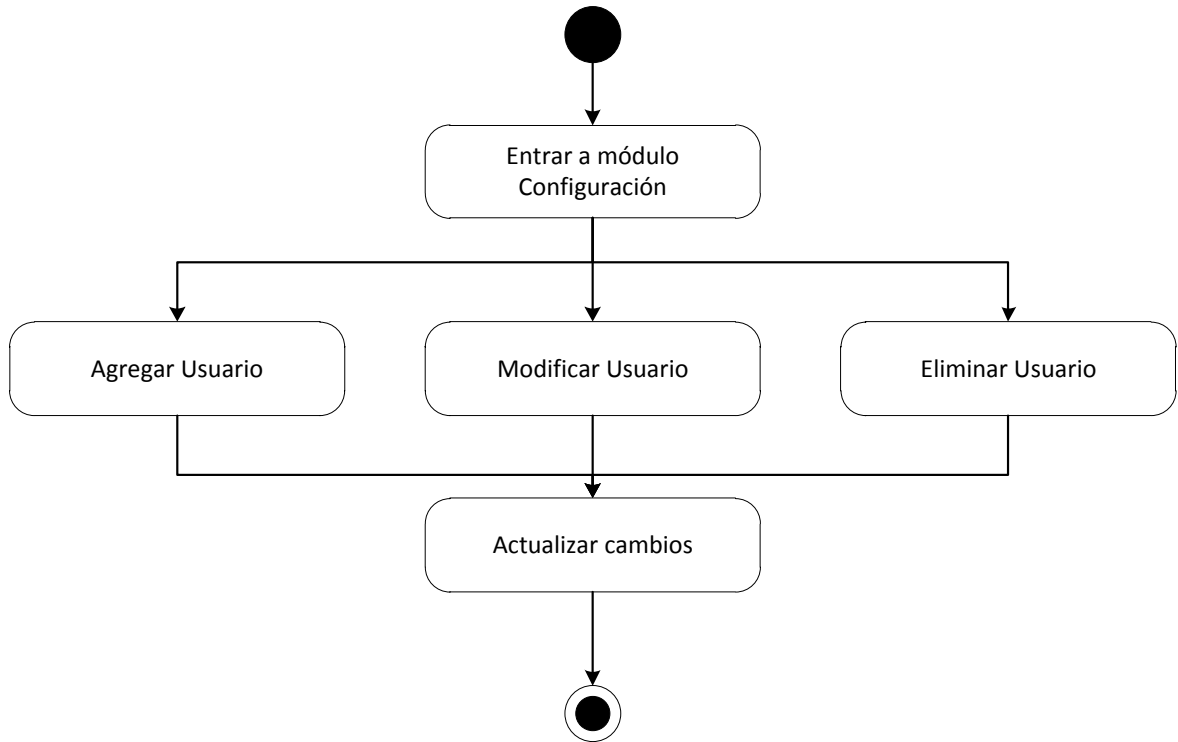 Entrar a módulo
Configuración
Agregar Usuario
Modificar Usuario
Eliminar Usuario
Actualizar cambios